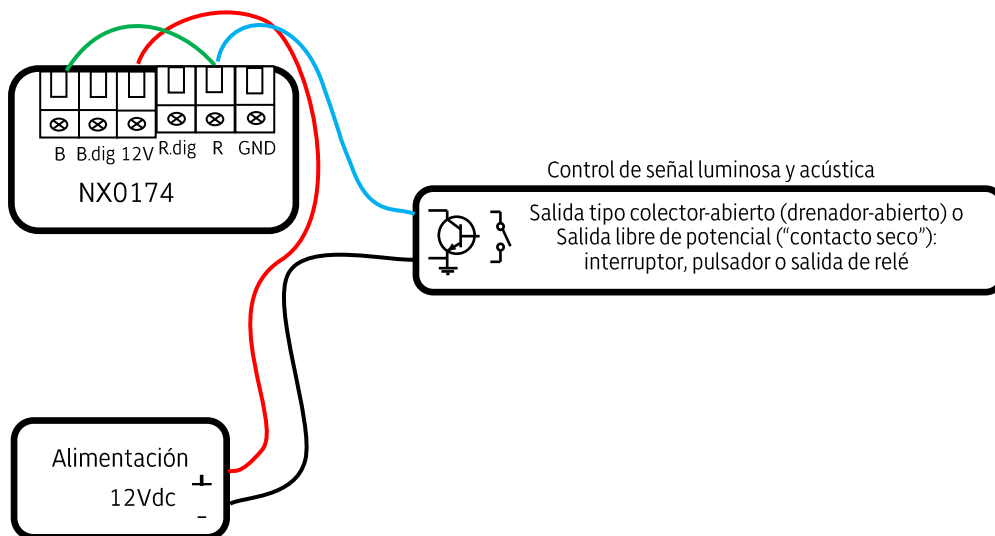 B B.dig 12V R.dig R GND
NX0174
Control de señal luminosa y acústica
Salida tipo colector-abierto (drenador-abierto) o
Salida libre de potencial (“contacto seco”):
interruptor, pulsador o salida de relé
Alimentación
+
12Vdc
-